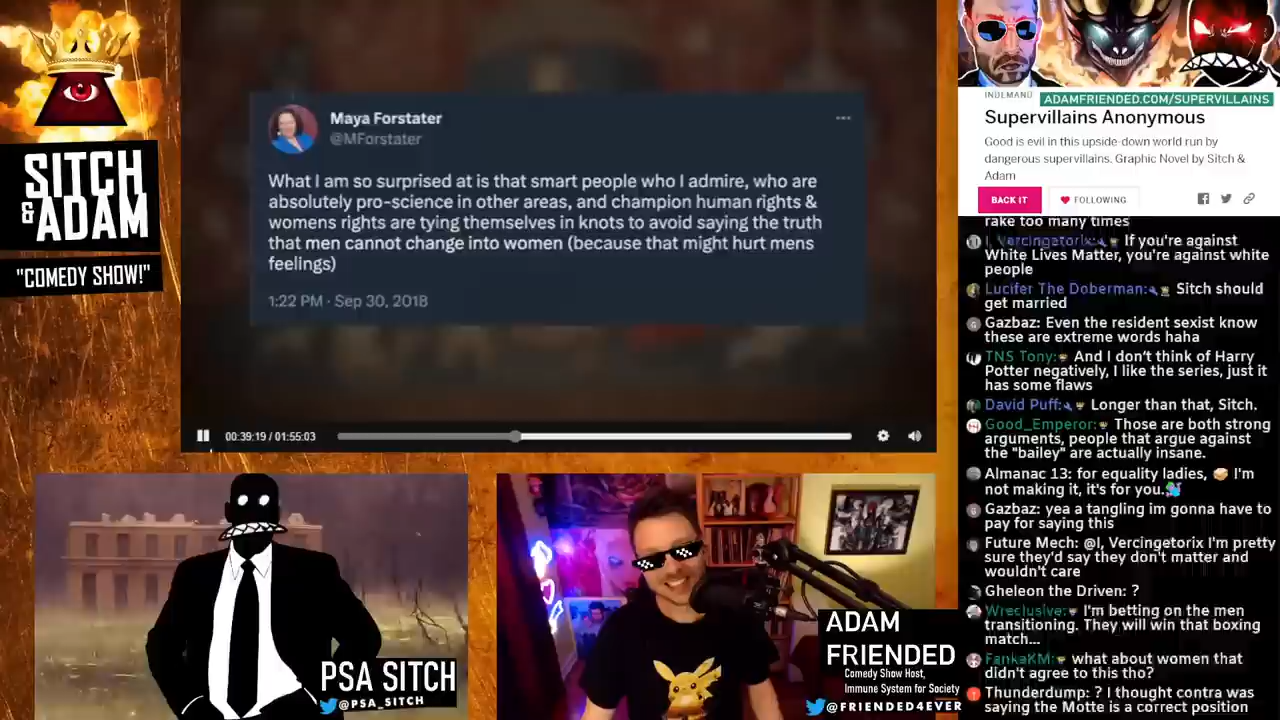 SITCH
& ADAM
"COMEDY SHOW!"
Maya Forstater
@MForstater
What I am so surprised at is that smart people who I admire, who are
absolutely pro-science in other areas, and champion human rights &
womens rights are tying themselves in knots to avoid saying the truth
that men cannot change into women (because that might hurt mens
feelings)
1:22 PM · Sep 30, 2018
00:39:19 / 01:55:03
PSA SITCH
@PSA_SITCH
ADAM
FRIENDED
Comedy Show Host,
Immune System for Society
@FRIENDED4EVER
INDEMAND
ADAMFRIENDED.COM/SUPERVILLAINS
Supervillains Anonymous
Good is evil in this upside-down world run by
dangerous supervillains. Graphic Novel by Sitch &
Adam
BACK IT
FOLLOWING
rake too many times
I, Vercingetorix: If you're against
White Lives Matter, you're against white
people
Lucifer The Doberman: Sitch should
get married
Gazbaz: Even the resident sexist know
these are extreme words haha
TNS Tony: And I don't think of Harry
Potter negatively, I like the series, just it
has some flaws
David Puff: Longer than that, Sitch.
Good_Emperor: Those are both strong
arguments, people that argue against
the "bailey" are actually insane.
Almanac 13: for equality ladies, 🥪 I'm
not making it, it's for you.
Gazbaz: yea a tangling im gonna have to
pay for saying this
Future Mech: @I, Vercingetorix I'm pretty
sure they'd say they don't matter and
wouldn't care
Gheleon the Driven: ?
Wreclusive: I'm betting on the men
transitioning. They will win that boxing
match...
FankaKM: what about women that
didn't agree to this tho?
Thunderdump: ? I thought contra was
saying the Motte is a correct position